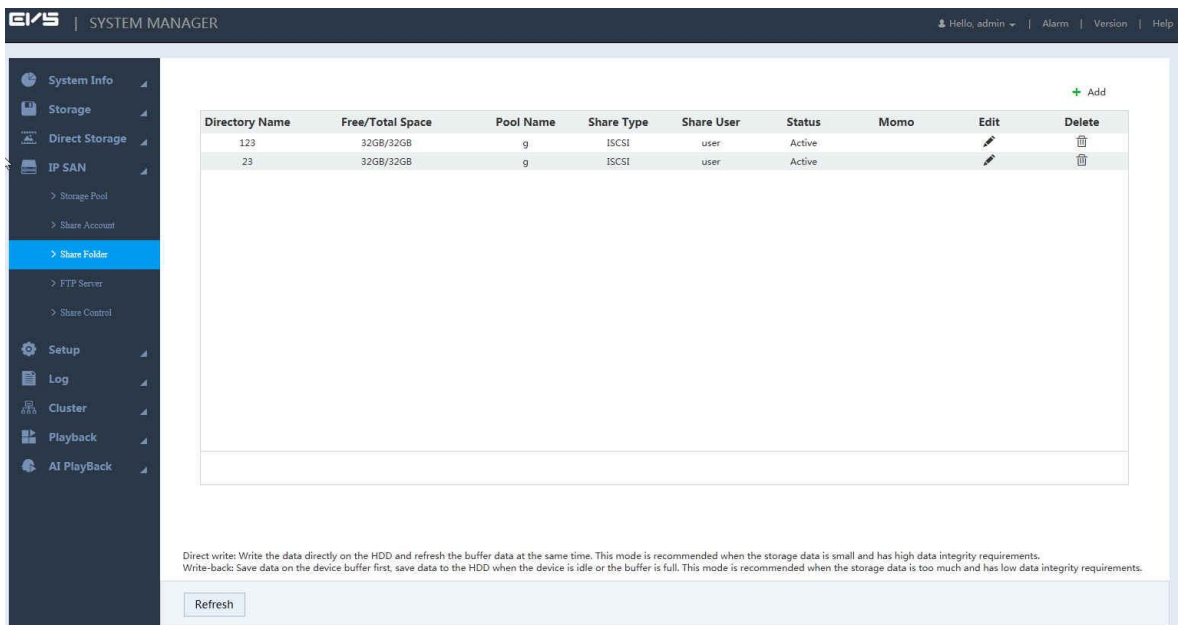 EVS | SYSTEM MANAGER
Hello, admin | Alarm | Version | Help
System Info
Storage
Direct Storage
IP SAN
> Storage Pool
> Share Account
> Share Folder
> FTP Server
> Share Control
Setup
Log
Cluster
Playback
AI PlayBack
+ Add
Directory Name Free/Total Space Pool Name Share Type Share User Status Momo Edit Delete
123 32GB/32GB g ISCSI user Active
23 32GB/32GB g ISCSI user Active
Direct write: Write the data directly on the HDD and refresh the buffer data at the same time. This mode is recommended when the storage data is small and has high data integrity requirements.
Write-back: Save data on the device buffer first, save data to the HDD when the device is idle or the buffer is full. This mode is recommended when the storage data is too much and has low data integrity requirements.
Refresh